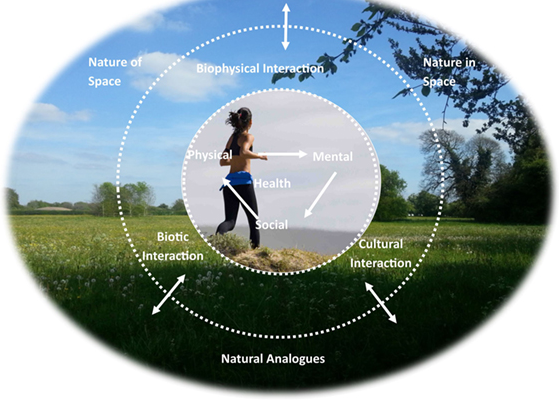 Nature of
Space
Biophysical Interaction
Nature in
Space
Physical
Mental
Health
Social
Biotic
Interaction
Cultural
Interaction
Natural Analogues